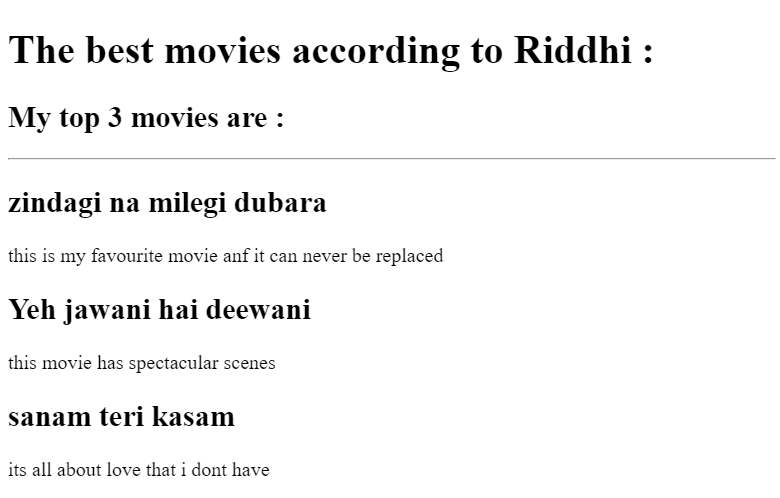 The best movies according to Riddhi :
My top 3 movies are :
zindagi na milegi dubara
this is my favourite movie anf it can never be replaced
Yeh jawani hai deewani
this movie has spectacular scenes
sanam teri kasam
its all about love that i dont have